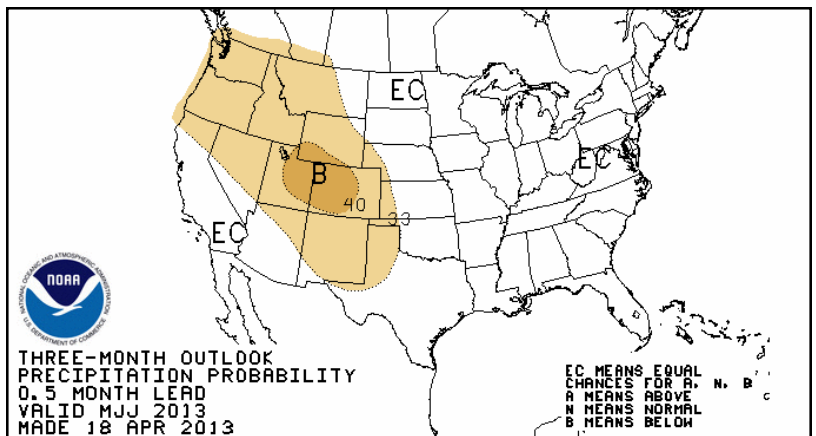 EC
B
EC
40
33
EC
NATIONAL OCEANIC AND ATMOSPHERIC ADMINISTRATION
NOAA
U.S. DEPARTMENT OF COMMERCE
THREE-MONTH OUTLOOK
PRECIPITATION PROBABILITY
0.5 MONTH LEAD
VALID MJJ 2013
MADE 18 APR 2013
EC MEANS EQUAL
CHANCES FOR A, N, B
A MEANS ABOVE
N MEANS NORMAL
B MEANS BELOW